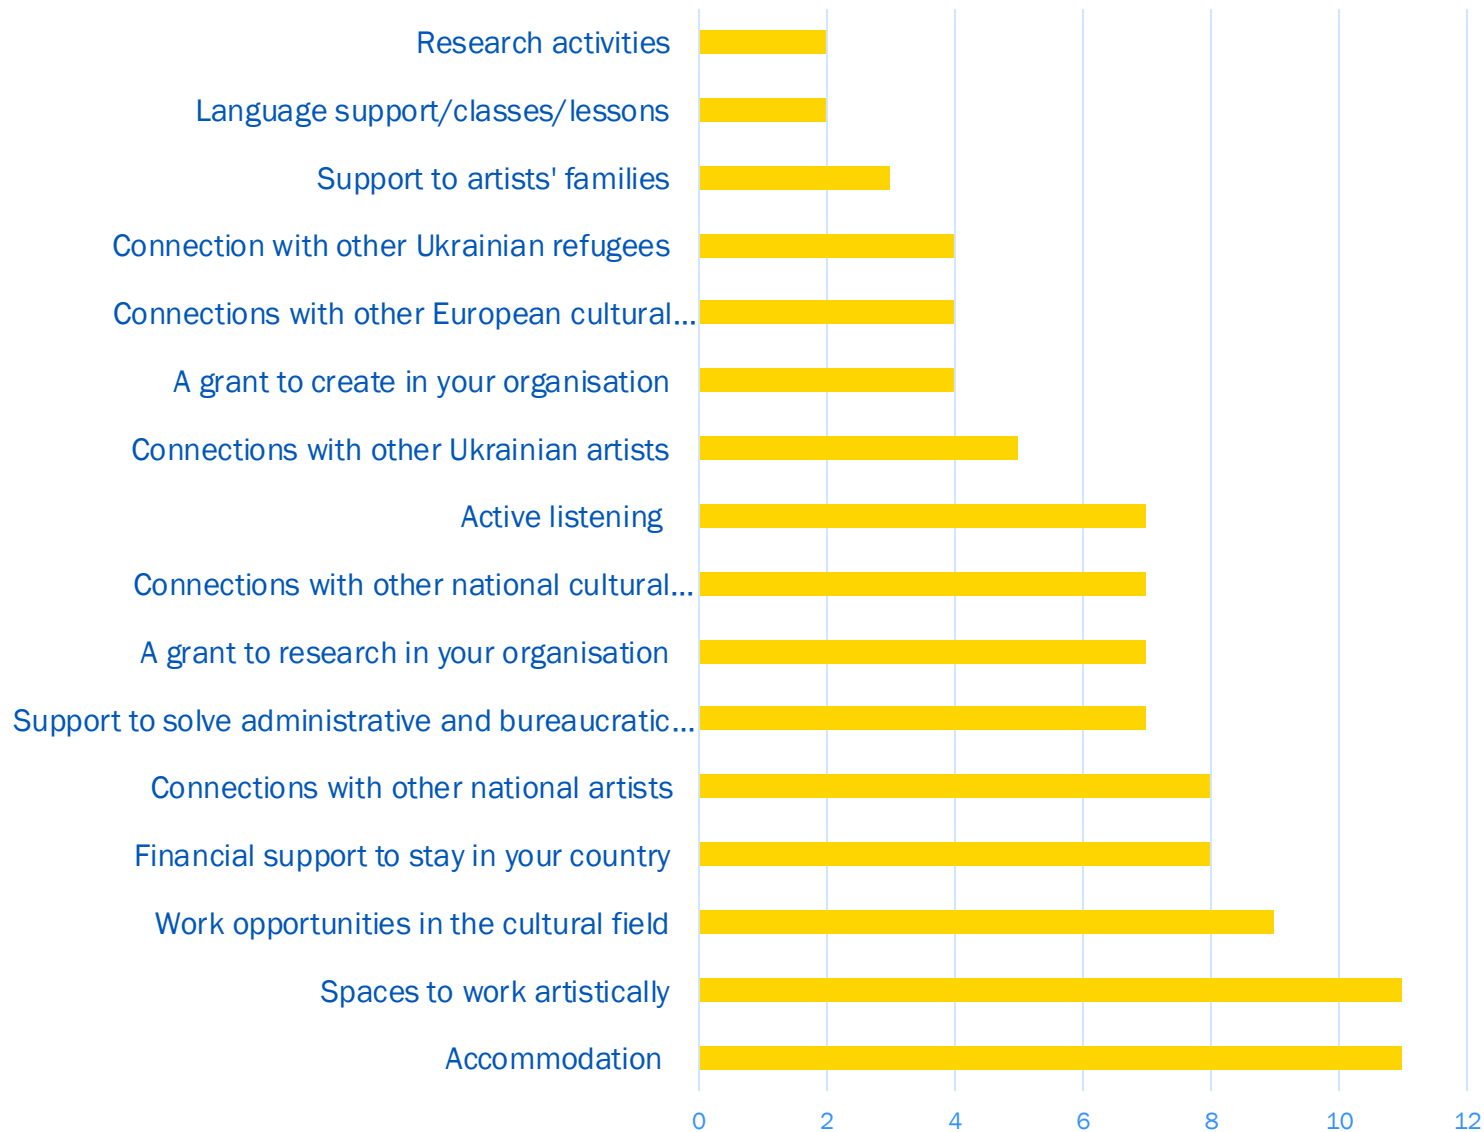 Research activities
Language support/classes/lessons
Support to artists' families
Connection with other Ukrainian refugees
Connections with other European cultural...
A grant to create in your organisation
Connections with other Ukrainian artists
Active listening
Connections with other national cultural...
A grant to research in your organisation
Support to solve administrative and bureaucratic...
Connections with other national artists
Financial support to stay in your country
Work opportunities in the cultural field
Spaces to work artistically
Accommodation
0 2 4 6 8 10 12